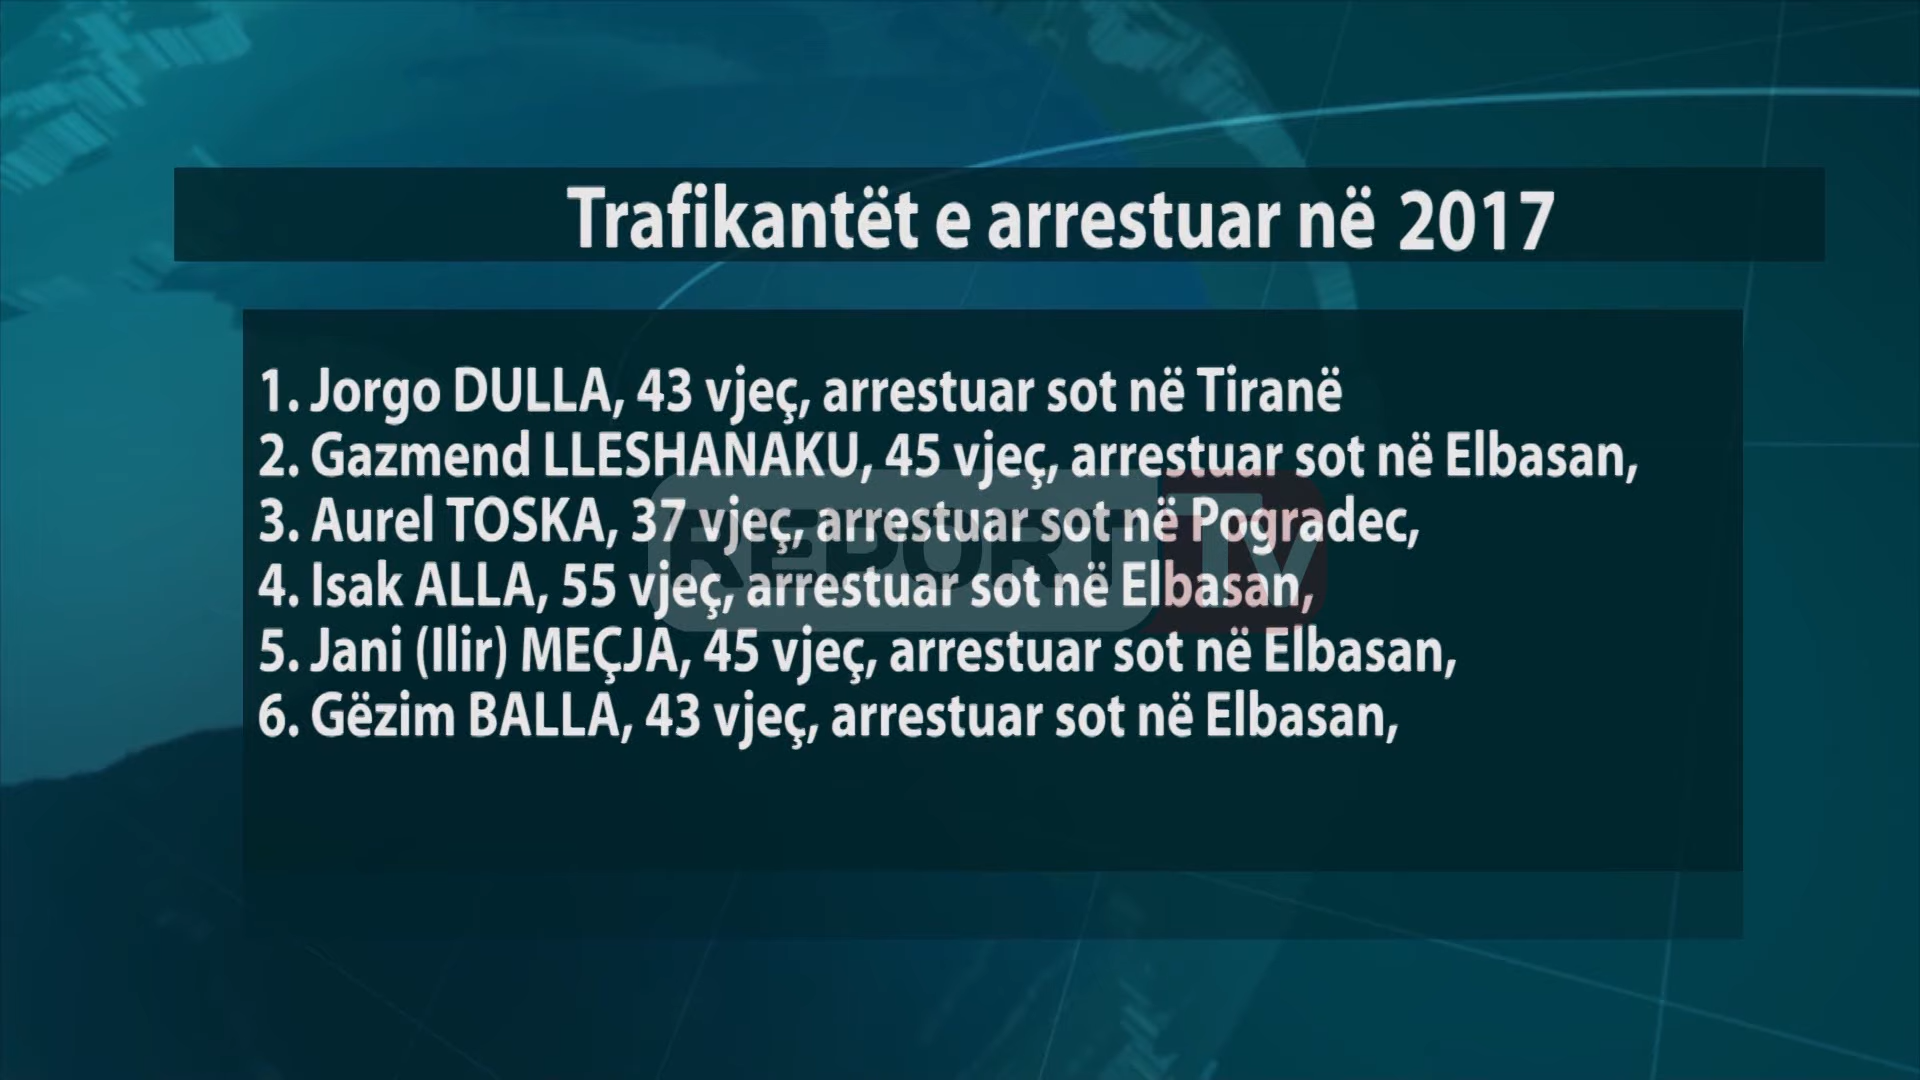 Trafikantët e arrestuar në 2017
1. Jorgo DULLA, 43 vjeç, arrestuar sot në Tiranë
2. Gazmend LLESHANAKU, 45 vjeç, arrestuar sot në Elbasan,
3. Aurel TOSKA, 37 vjeç, arrestuar sot në Pogradec,
REPORT TV
4. Isak ALLA, 55 vjeç, arrestuar sot në Elbasan,
5. Jani (Ilir) MEÇJA, 45 vjeç, arrestuar sot në Elbasan,
6. Gëzim BALLA, 43 vjeç, arrestuar sot në Elbasan,